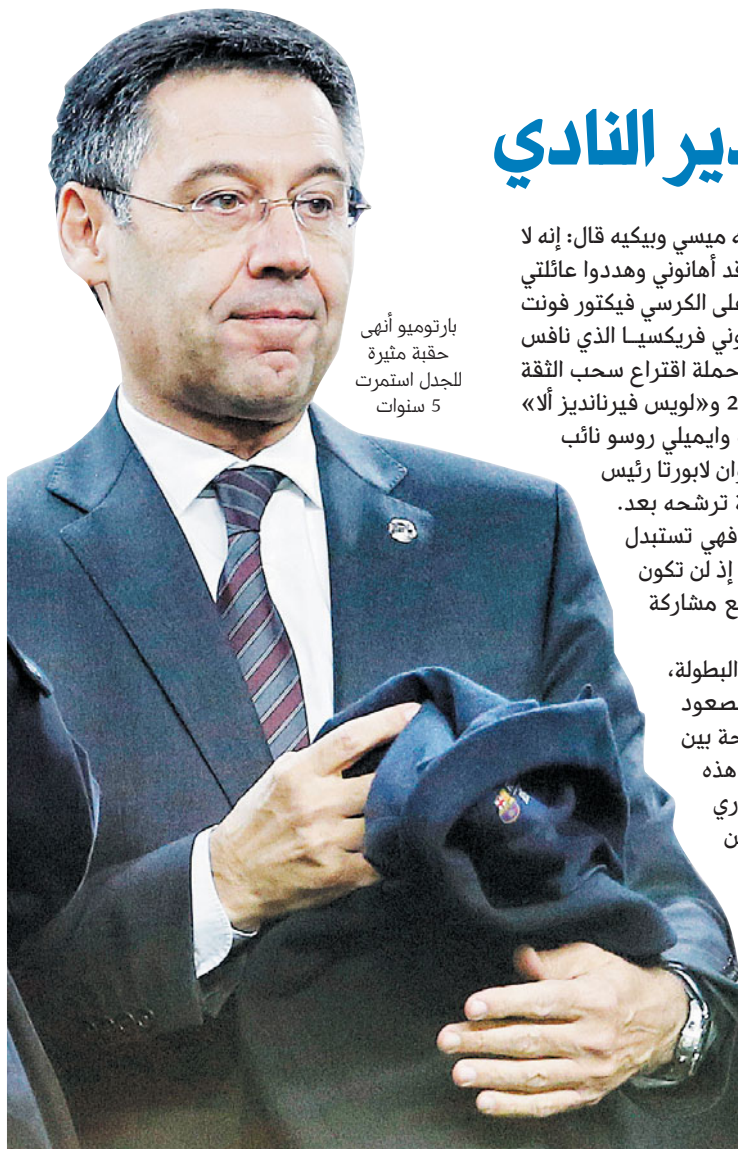 دير النادي
ميسي وبيكيه قال: إنه لا
قد أهانوني وهددوا عائلتي
على الكرسي فيكتور فونت
وني فريكسيــا الذي نافس
حملة اقتراع سحب الثقة
2 و«لويس فيرنانديز ألا»
وايميلي روسو نائب
وان لابورتا رئيس
ة ترشحه بعد.
فهي تستبدل
إذ لن تكون
ع مشاركة
البطولة،
صعود
حة بين
هذه
ري
ن
بارتوميو أنهى
حقبة مثيرة
للجدل استمرت
5 سنوات